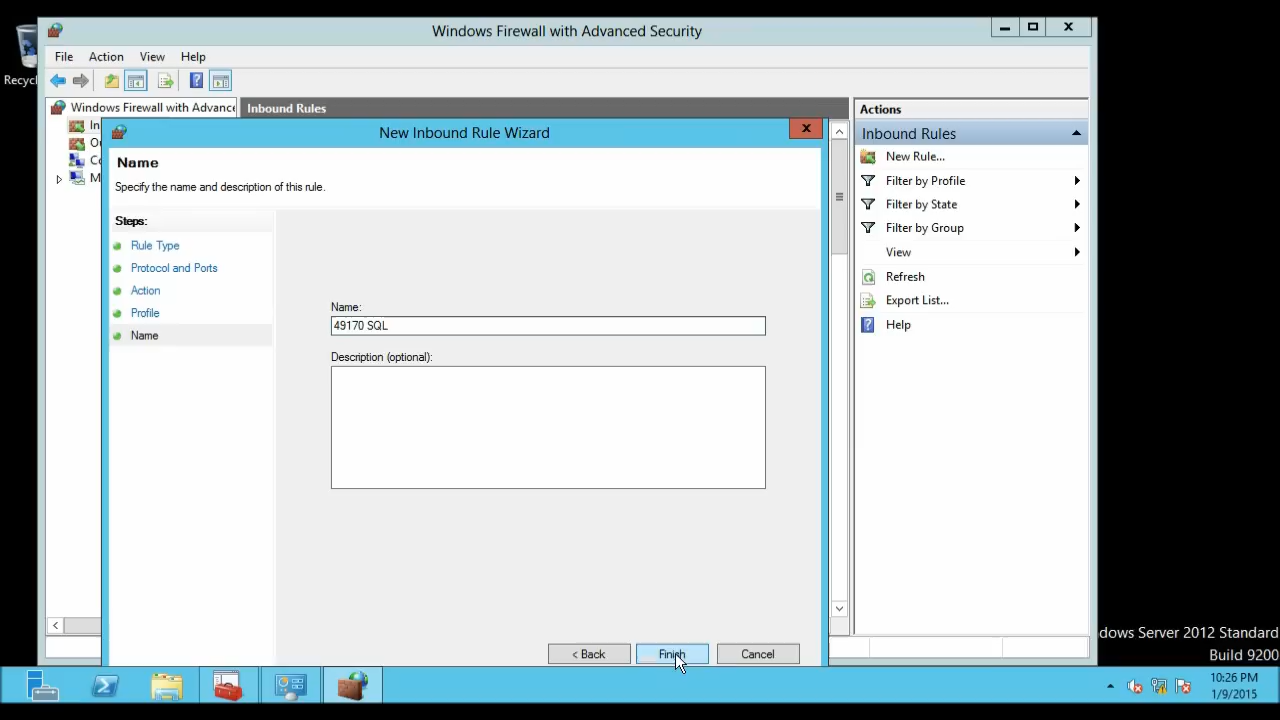 Windows Firewall with Advanced Security
Recycl
File Action View Help
Windows Firewall with Advance
Inbound Rules
Actions
In
New Inbound Rule Wizard
Inbound Rules
O
Name
New Rule...
C
Specify the name and description of this rule.
Filter by Profile
M
Filter by State
Steps:
Filter by Group
Rule Type
View
Protocol and Ports
Refresh
Action
Export List...
Profile
Name:
Help
Name
49170 SQL
Description (optional):
dows Server 2012 Standard
< Back
Finish
Cancel
Build 9200
10:26 PM
1/9/2015